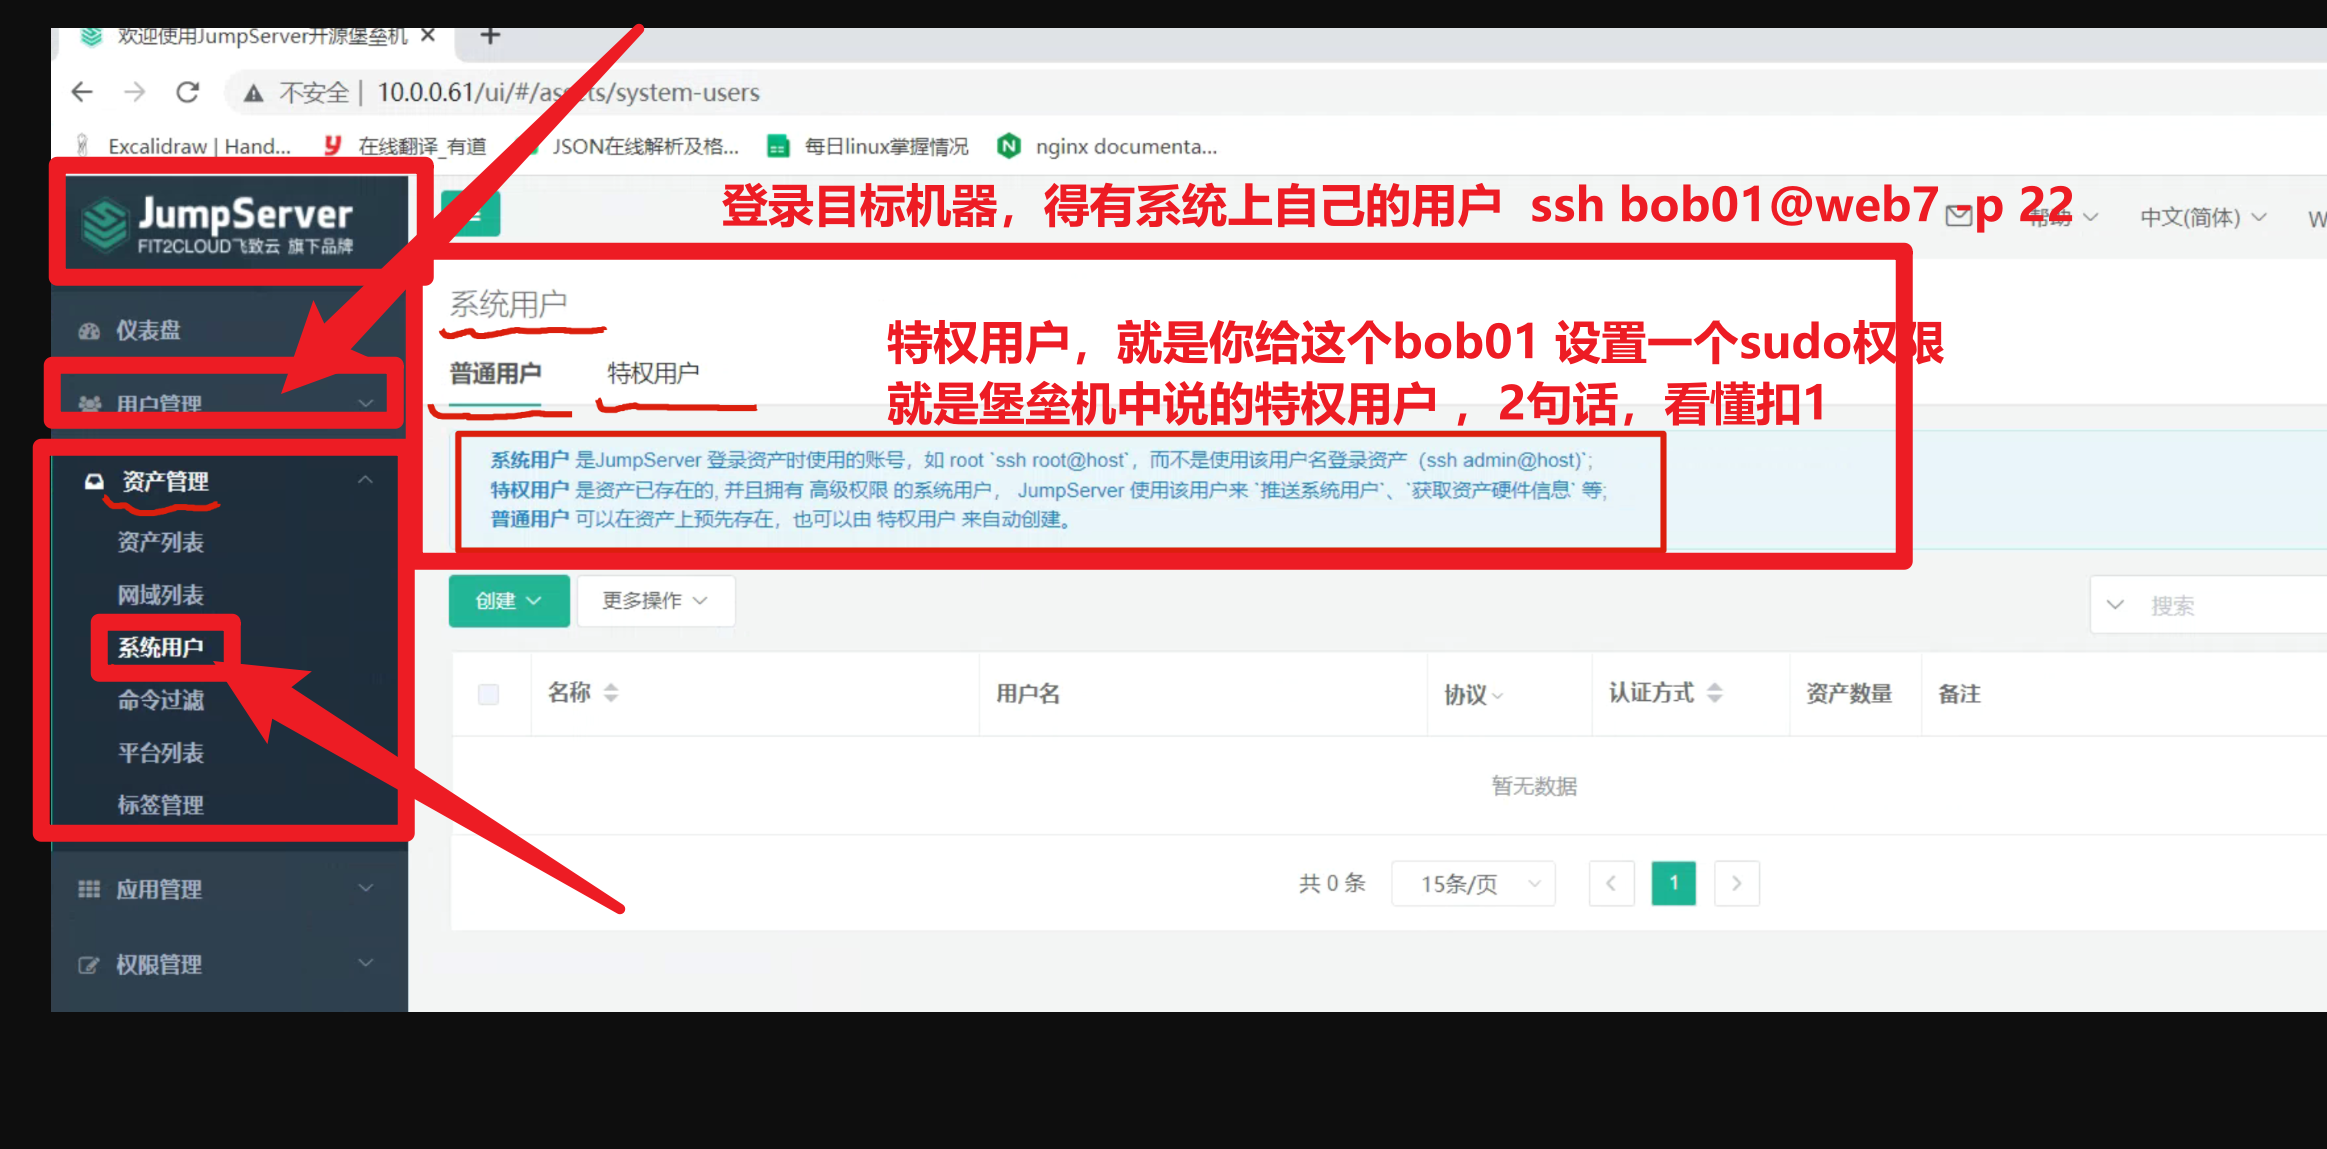 欢迎使用JumpServer开源堡垒机
不安全 | 10.0.0.61/ui/#/assets/system-users
Excalidraw | Hand...
在线翻译_有道
JSON在线解析及格...
每日linux掌握情况
nginx documenta...
JumpServer
FIT2CLOUD飞致云 旗下品牌
登录目标机器，得有系统上自己的用户 ssh bob01@web7 -p 22
帮助
中文(简体)
仪表盘
用户管理
资产管理
资产列表
网域列表
系统用户
命令过滤
平台列表
标签管理
应用管理
权限管理
系统用户
普通用户
特权用户
特权用户，就是你给这个bob01 设置一个sudo权限
就是堡垒机中说的特权用户 ，2句话，看懂扣1
系统用户 是JumpServer 登录资产时使用的账号，如 root `ssh root@host`，而不是使用该用户名登录资产（ssh admin@host)`;
特权用户 是资产已存在的, 并且拥有 高级权限 的系统用户， JumpServer 使用该用户来 `推送系统用户`、`获取资产硬件信息` 等;
普通用户 可以在资产上预先存在，也可以由 特权用户 来自动创建。
创建
更多操作
搜索
名称
用户名
协议
认证方式
资产数量
备注
暂无数据
共 0 条
15条/页
1